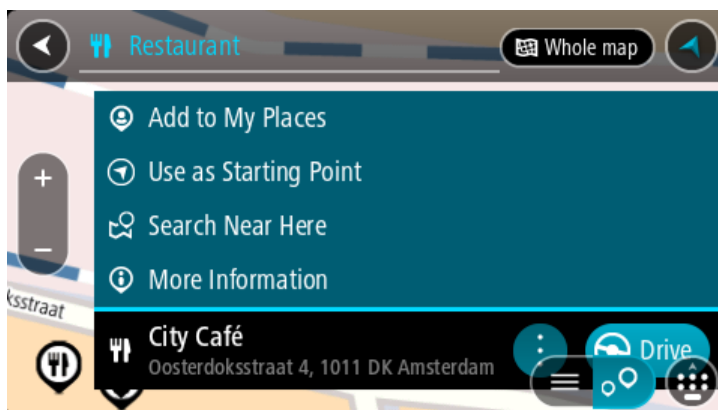 Restaurant
Whole map
Add to My Places
Use as Starting Point
Search Near Here
More Information
City Café
Oosterdoksstraat 4, 1011 DK Amsterdam
Drive